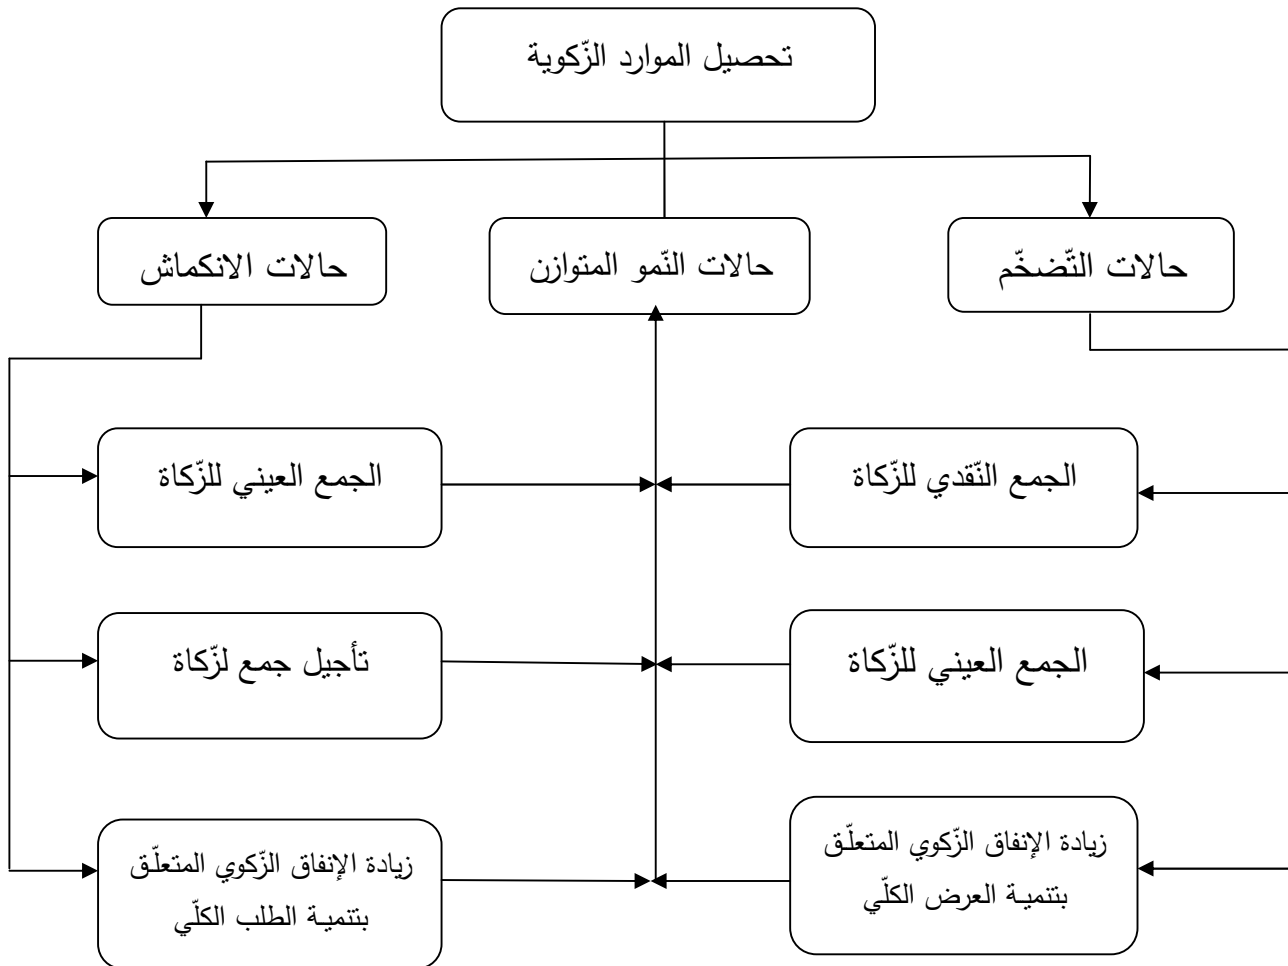 تحصيل الموارد الزّكوية
حالات التّضخّم
حالات النّمو المتوازن
حالات الانكماش
الجمع النّقدي للزّكاة
الجمع العيني للزّكاة
الجمع العيني للزّكاة
تأجيل جمع لزّكاة
زيادة الإنفاق الزّكوي المتعلّق
بتنمية العرض الكلّي
زيادة الإنفاق الزّكوي المتعلّق
بتنمية الطلب الكلّي